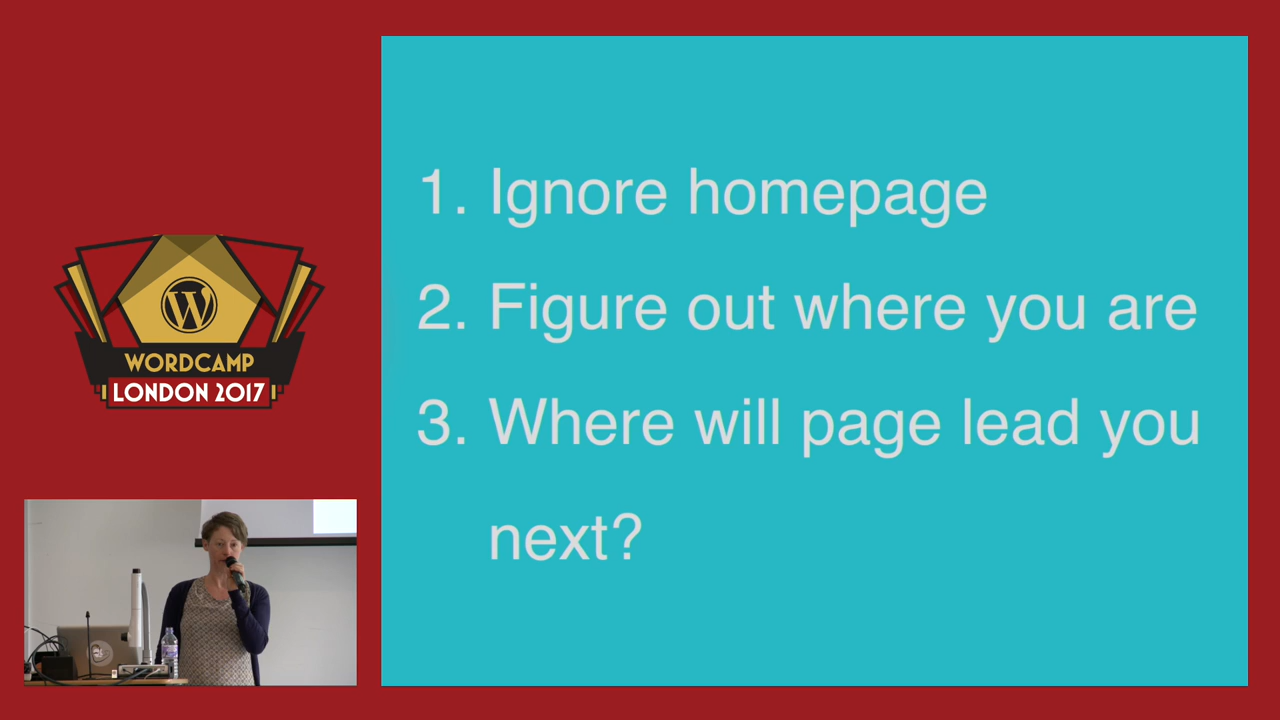 1. Ignore homepage
2. Figure out where you are
3. Where will page lead you
next?
WORDCAMP
LONDON 2017